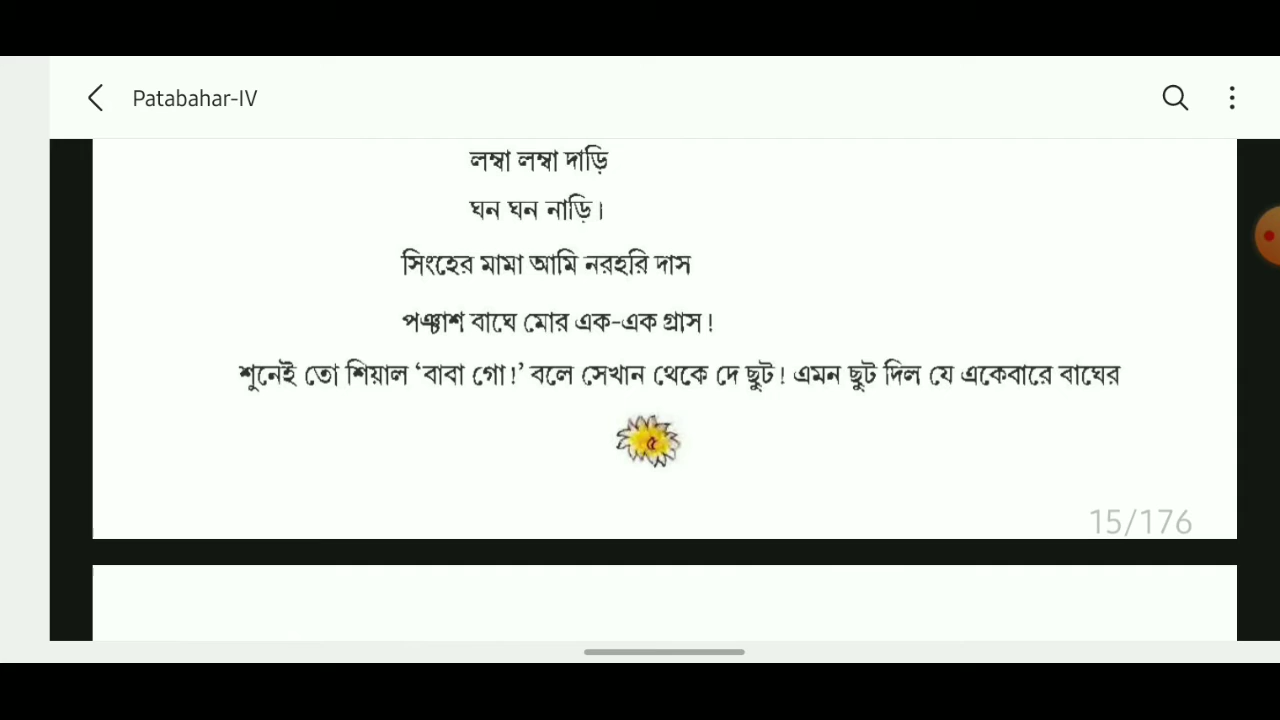 Patabahar-IV
লম্বা লম্বা দাড়ি
ঘন ঘন নাড়ি।
সিংহের মামা আমি নরহরি দাস
পঞ্চাশ বাঘে মোর এক-এক গ্রাস!
শুনেই তো শিয়াল ‘বাবা গো!’ বলে সেখান থেকে দে ছুট! এমন ছুট দিল যে একেবারে বাঘের
৫
15/176